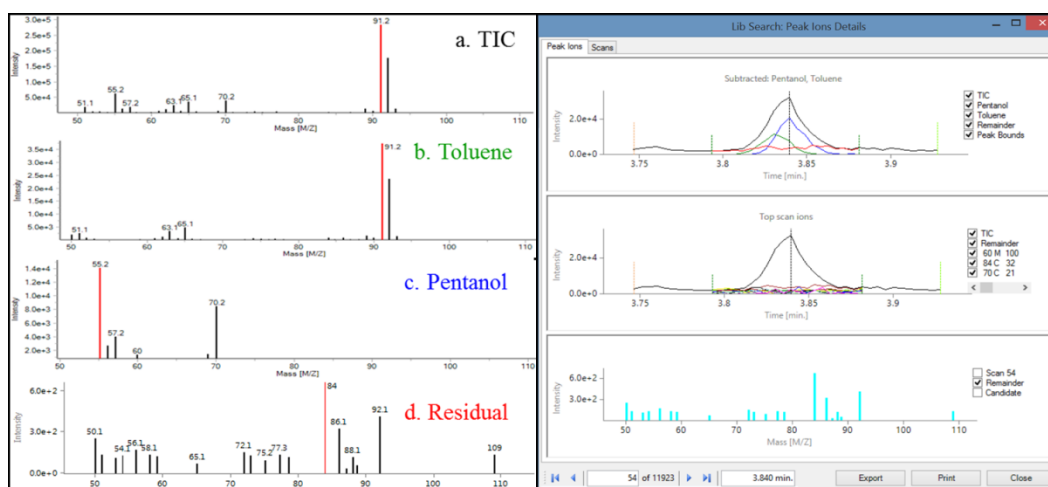 3.0e+5
2.5e+5
2.0e+5
1.5e+5
1.0e+5
5.0e+4
Intensity
a. TIC
91.2
51.1
55.2
57.2
63.1
65.1
70.2
50 60 70 80 90 100 110
Mass [M/Z]
3.5e+4
3.0e+4
2.5e+4
2.0e+4
1.5e+4
1.0e+4
5.0e+3
Intensity
b. Toluene
91.2
51.1
63.1
65.1
50 60 70 80 90 100 110
Mass [M/Z]
1.4e+4
1.2e+4
1.0e+4
8.0e+3
6.0e+3
4.0e+3
2.0e+3
Intensity
c. Pentanol
55.2
57.2
60
70.2
50 60 70 80 90 100 110
Mass [M/Z]
6.0e+2
3.0e+2
0.0e+0
Intensity
d. Residual
84
50.1
54.1
56.1
58.1
65.1
72.1
75.2
77.3
86.1
88.1
92.1
109
50 60 70 80 90 100 110
Mass [M/Z]
Lib Search: Peak Ions Details
Peak Ions Scans
Subtracted: Pentanol, Toluene
Intensity
2.0e+4
0.0e+0
3.75 3.8 3.85 3.9
Time [min.]
TIC
Pentanol
Toluene
Remainder
Peak Bounds
Top scan ions
Intensity
2.0e+4
0.0e+0
3.75 3.8 3.85 3.9
Time [min.]
TIC
Remainder
60 M 100
84 C 32
70 C 21
Intensity
6.0e+2
3.0e+2
50 60 70 80 90 100 110
Mass [M/Z]
Scan 54
Remainder
Candidate
54 of 11923 3.840 min. Export Print Close